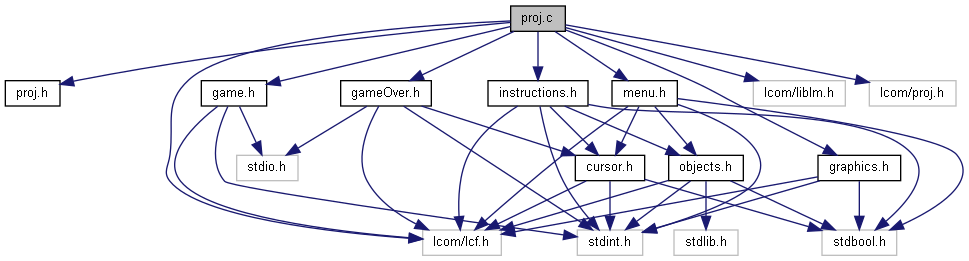 proj.c
proj.h
game.h
gameOver.h
instructions.h
menu.h
lcom/liblm.h
lcom/proj.h
stdio.h
cursor.h
objects.h
graphics.h
lcom/lcf.h
stdint.h
stdlib.h
stdbool.h